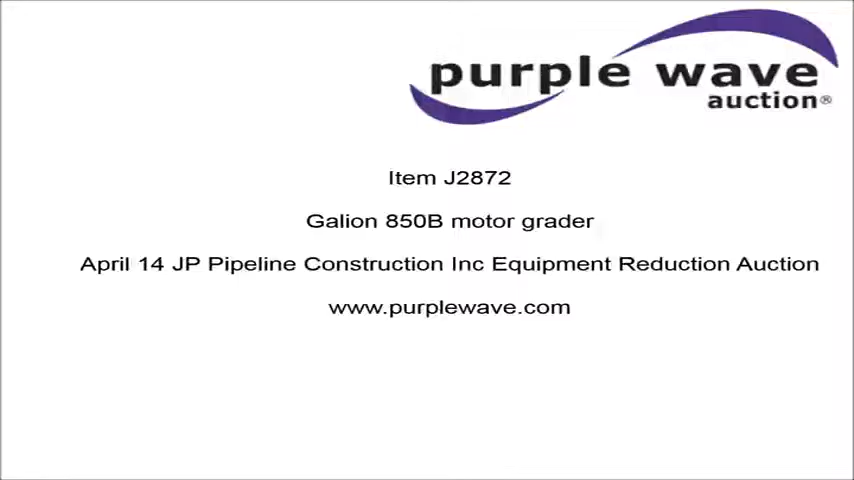 purple wave
auction®
Item J2872
Galion 850B motor grader
April 14 JP Pipeline Construction Inc Equipment Reduction Auction
www.purplewave.com